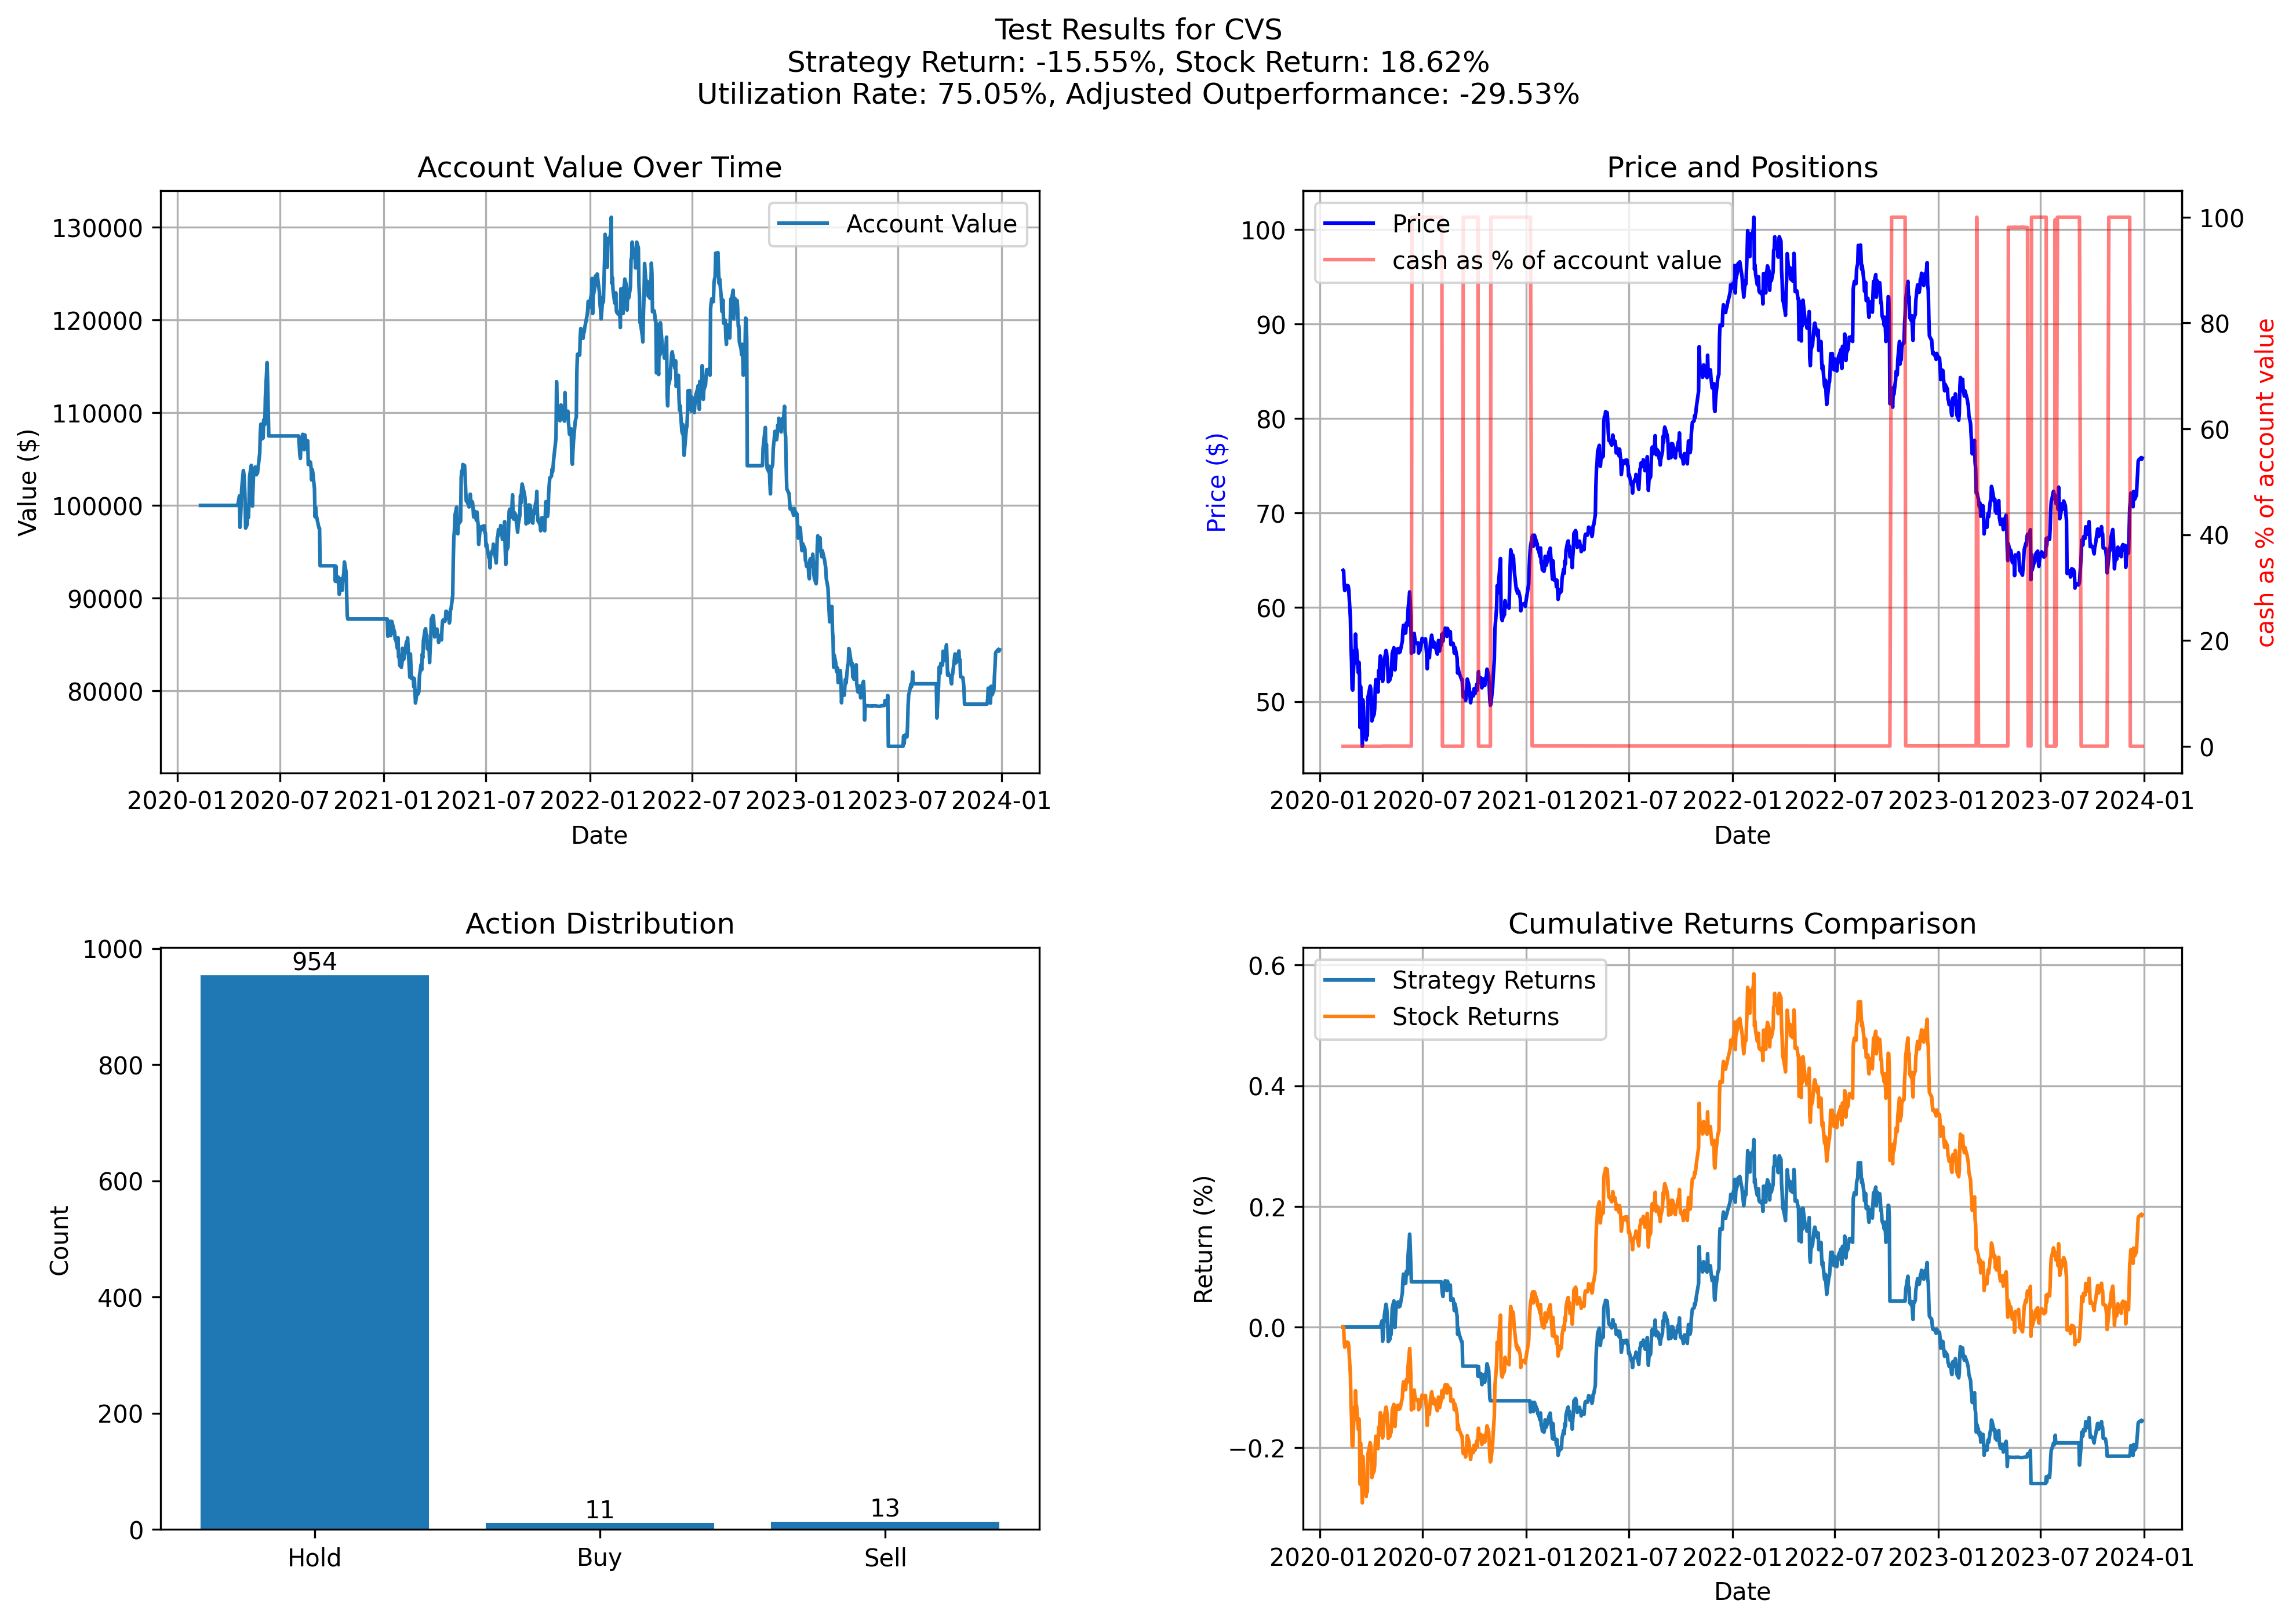 Test Results for CVS
Strategy Return: -15.55%, Stock Return: 18.62%
Utilization Rate: 75.05%, Adjusted Outperformance: -29.53%
Account Value Over Time
Account Value
Value ($)
130000
120000
110000
100000
90000
80000
2020-01 2020-07 2021-01 2021-07 2022-01 2022-07 2023-01 2023-07 2024-01
Date
Price and Positions
Price
cash as % of account value
Price ($)
100
90
80
70
60
50
100
80
60
40
20
0
cash as % of account value
2020-01 2020-07 2021-01 2021-07 2022-01 2022-07 2023-01 2023-07 2024-01
Date
Action Distribution
Count
1000
800
600
400
200
0
954
11
13
Hold Buy Sell
Cumulative Returns Comparison
Strategy Returns
Stock Returns
Return (%)
0.6
0.4
0.2
0.0
−0.2
2020-01 2020-07 2021-01 2021-07 2022-01 2022-07 2023-01 2023-07 2024-01
Date